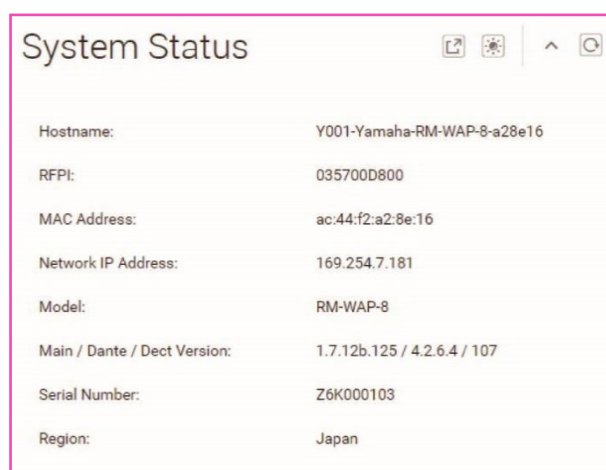 System Status
Hostname: Y001-Yamaha-RM-WAP-8-a28e16
RFPI: 035700D800
MAC Address: ac:44:f2:a2:8e:16
Network IP Address: 169.254.7.181
Model: RM-WAP-8
Main / Dante / Dect Version: 1.7.12b.125 / 4.2.6.4 / 107
Serial Number: Z6K000103
Region: Japan